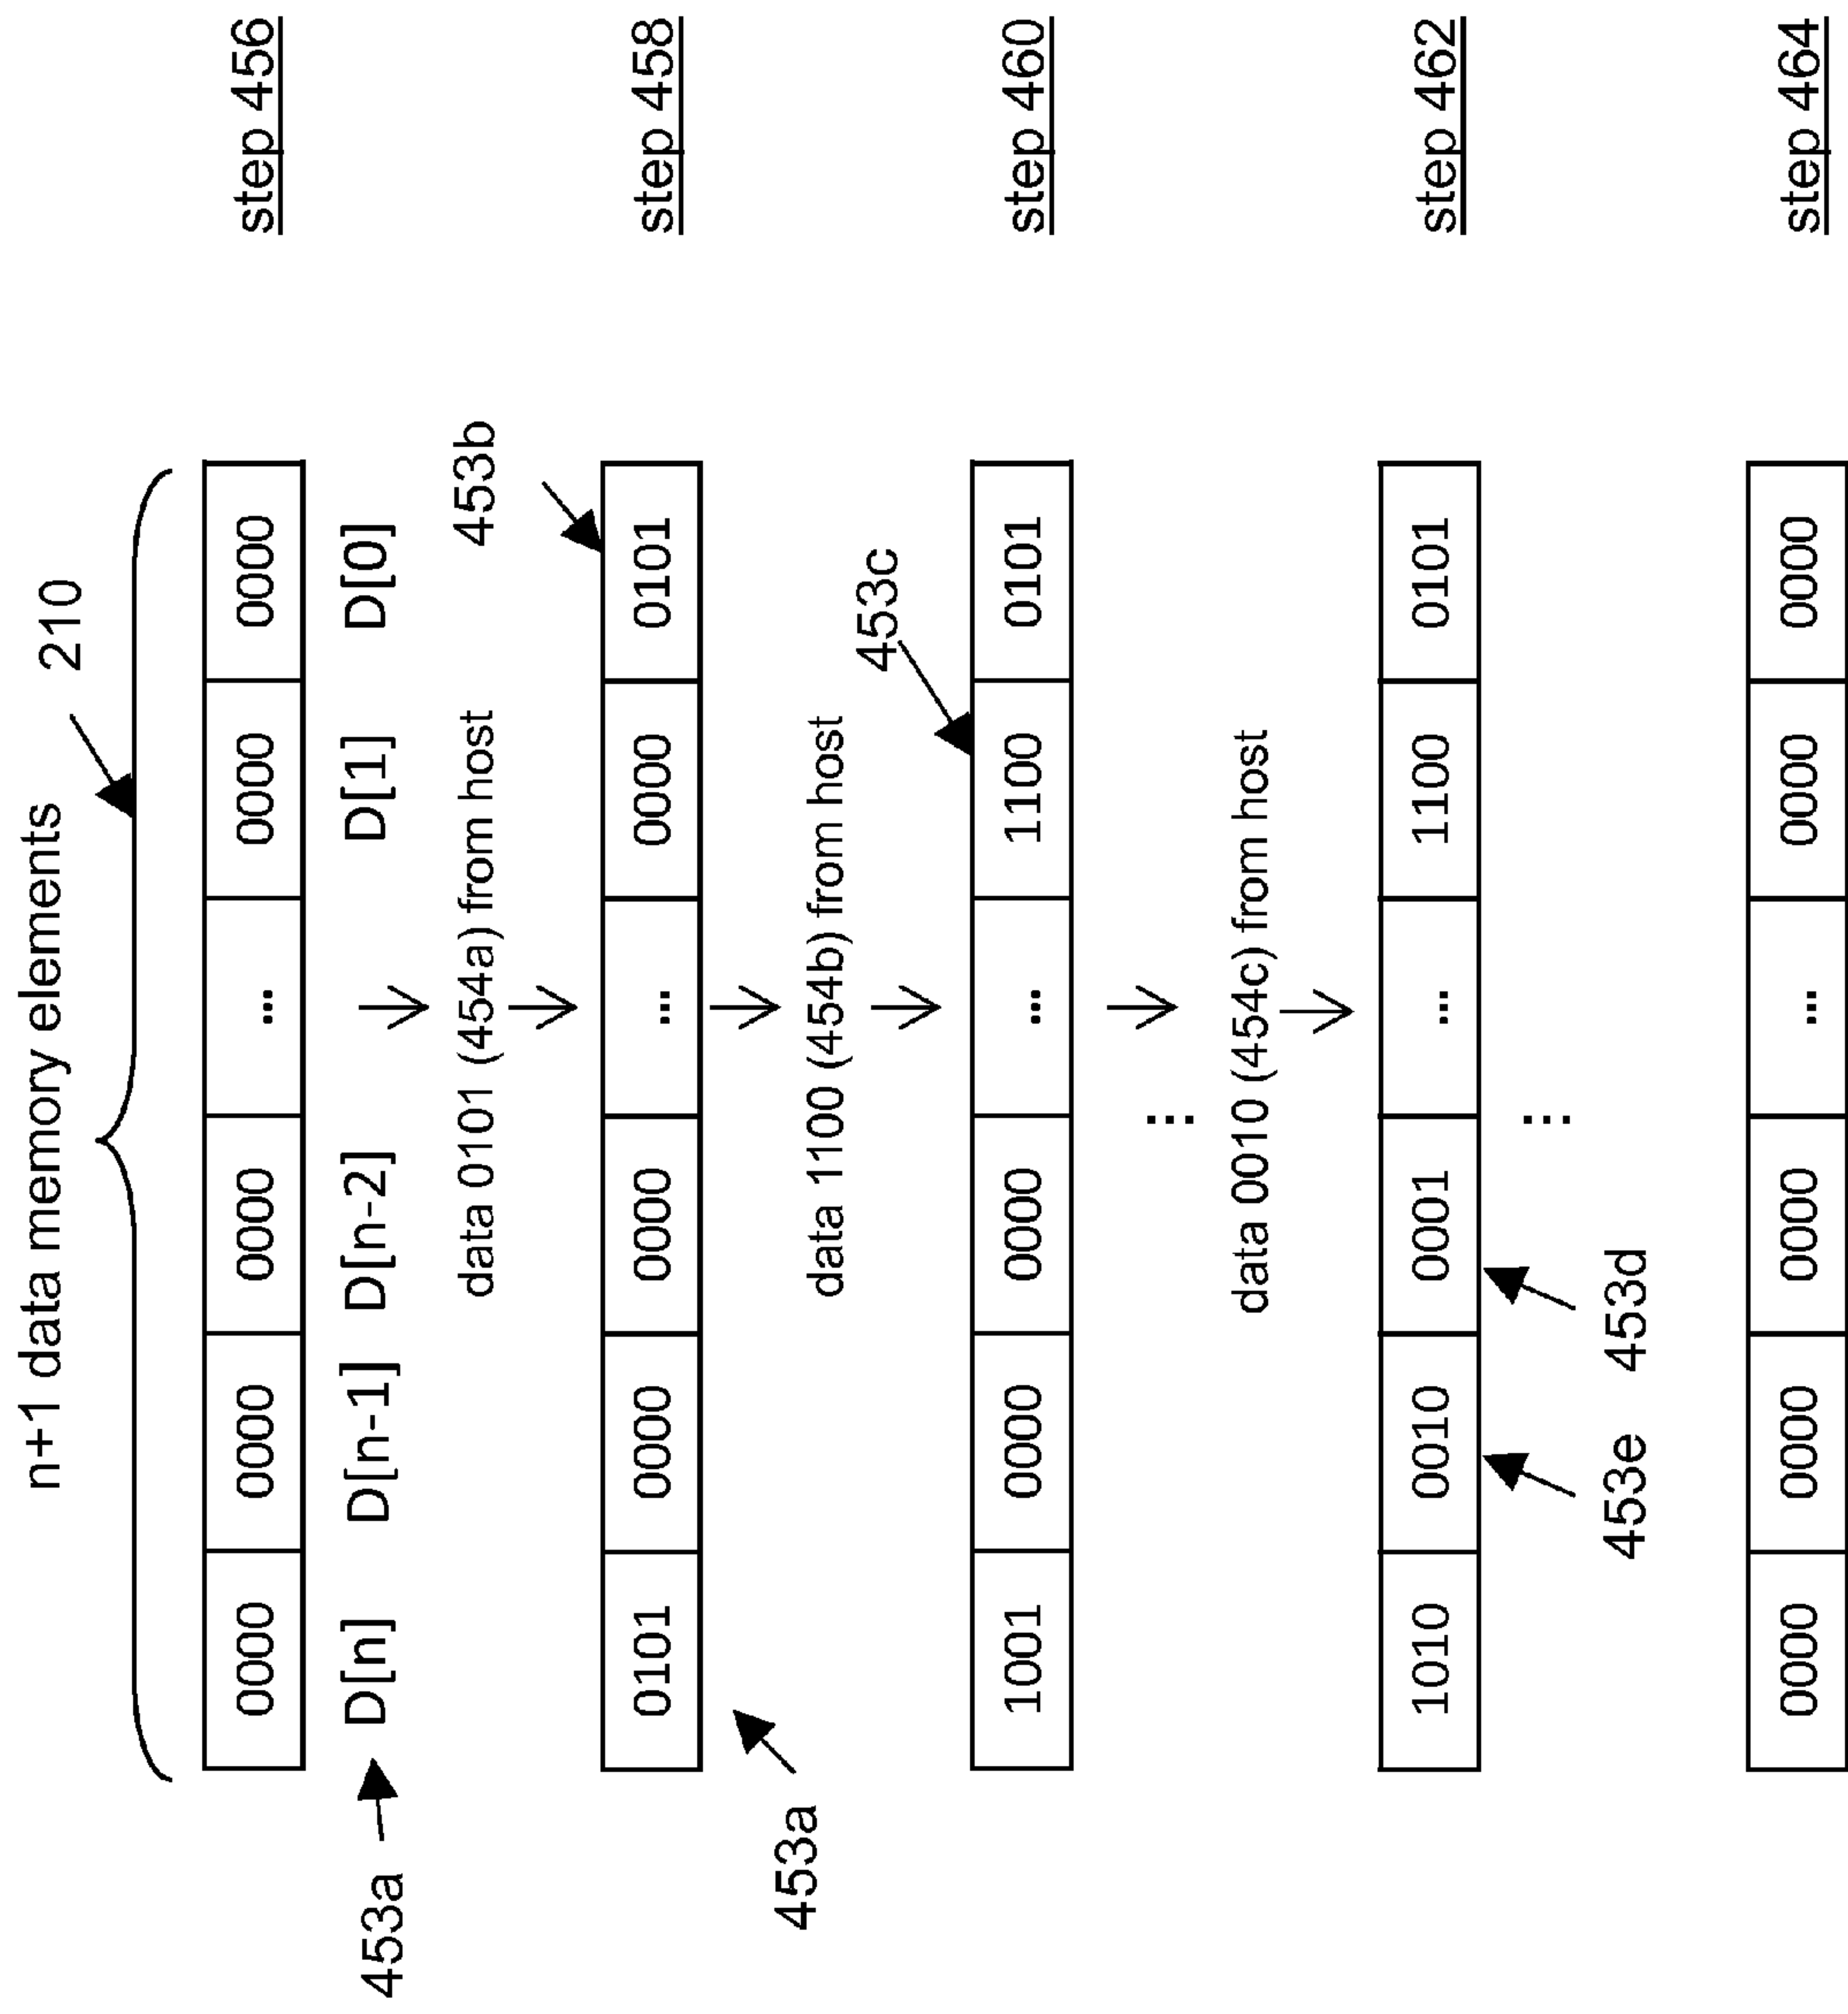 n+1 data memory elements
210
0000 0000 0000 ... 0000 0000
step 456
453a
D[n] D[n-1] D[n-2] D[1] D[0]
data 0101 (454a) from host
453b
0101 0000 0000 ... 0000 0101
step 458
453a
data 1100 (454b) from host
453c
1001 0000 0000 ... 1100 0101
step 460
⋮
data 0010 (454c) from host
1010 0010 0001 ... 1100 0101
step 462
453e 453d
⋮
0000 0000 0000 ... 0000 0000
step 464